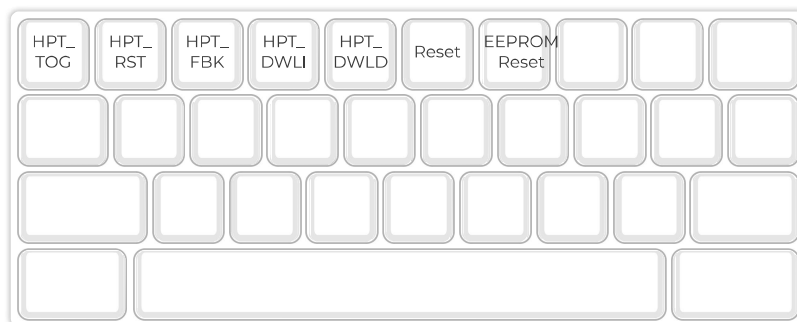 HPT_
TOG
HPT_
RST
HPT_
FBK
HPT_
DWLI
HPT_
DWLD
Reset
EEPROM
Reset